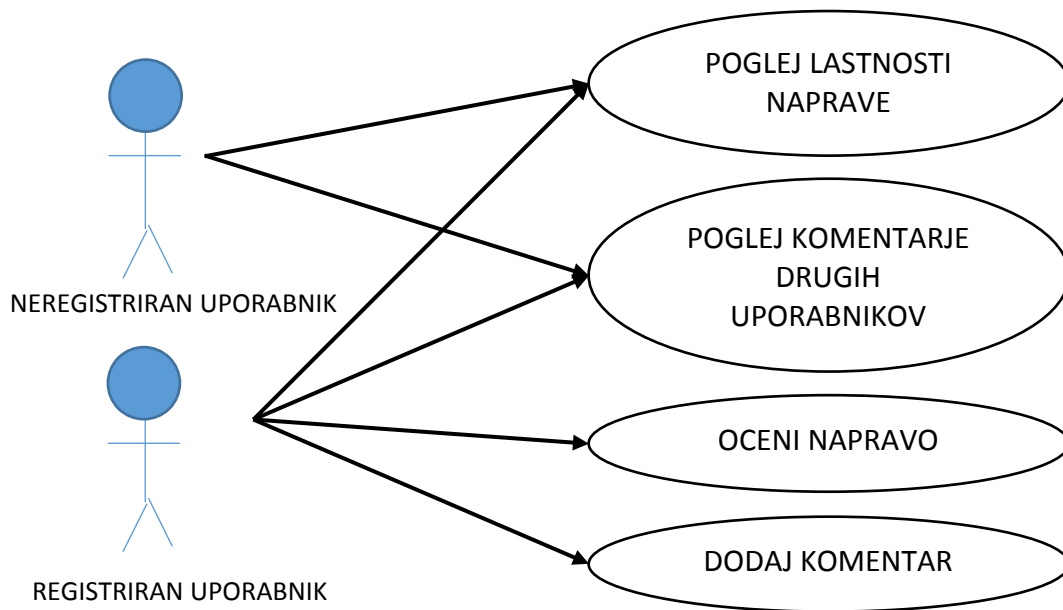 POGLEJ LASTNOSTI
NAPRAVE
POGLEJ KOMENTARJE
DRUGIH
UPORABNIKOV
NEREGISTRIRAN UPORABNIK
OCENI NAPRAVO
DODAJ KOMENTAR
REGISTRIRAN UPORABNIK